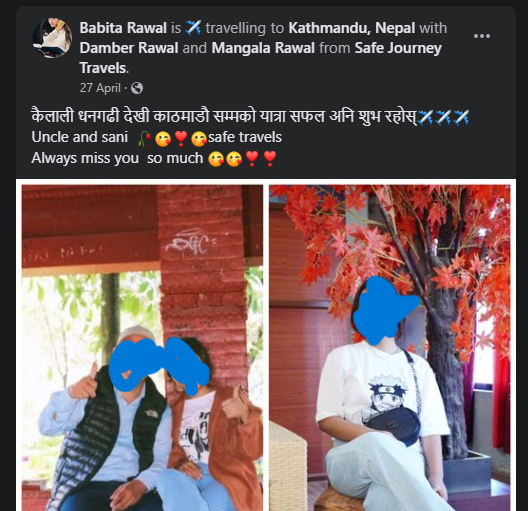 Babita Rawal is ✈️ travelling to Kathmandu, Nepal with
Damber Rawal and Mangala Rawal from Safe Journey
Travels.
27 April ·
कैलाली धनगढी देखी काठमाडौ सम्मको यात्रा सफल अनि शुभ रहोस्✈️✈️✈️
Uncle and sani 🥀😘❣️😘safe travels
Always miss you so much 😘😘❣️❣️